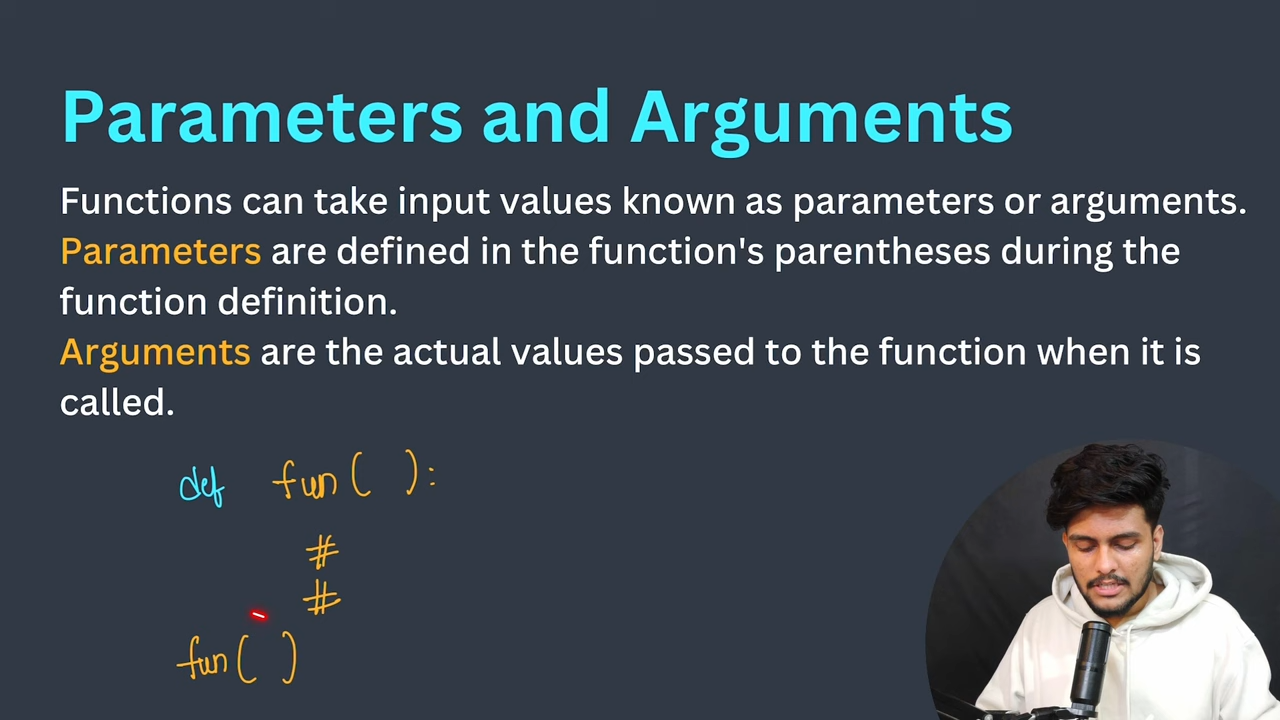 Parameters and Arguments
Functions can take input values known as parameters or arguments.
Parameters are defined in the function's parentheses during the
function definition.
Arguments are the actual values passed to the function when it is
called.
def fun( ):
#
#
fun( )